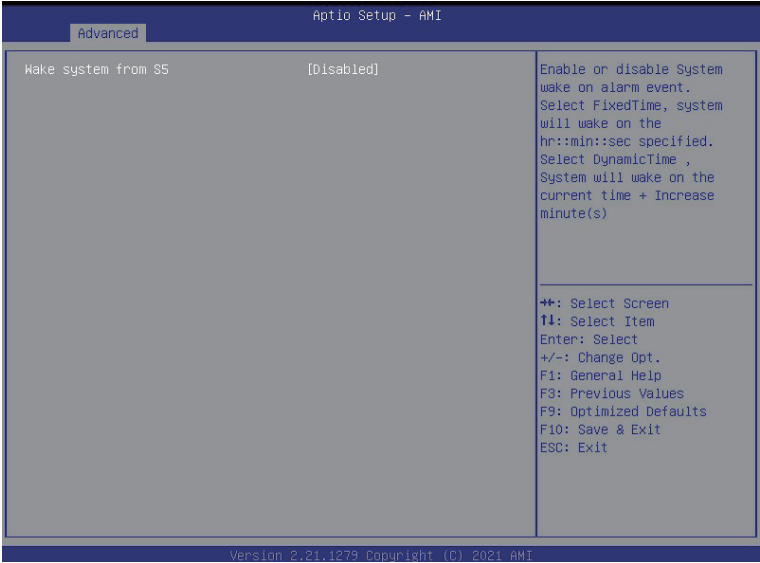 Aptio Setup – AMI
Advanced
Wake system from S5 [Disabled]
Enable or disable System
wake on alarm event.
Select FixedTime, system
will wake on the
hr::min::sec specified.
Select DynamicTime ,
System will wake on the
current time + Increase
minute(s)
→←: Select Screen
↑↓: Select Item
Enter: Select
+/-: Change Opt.
F1: General Help
F3: Previous Values
F9: Optimized Defaults
F10: Save & Exit
ESC: Exit
Version 2.21.1279 Copyright (C) 2021 AMI